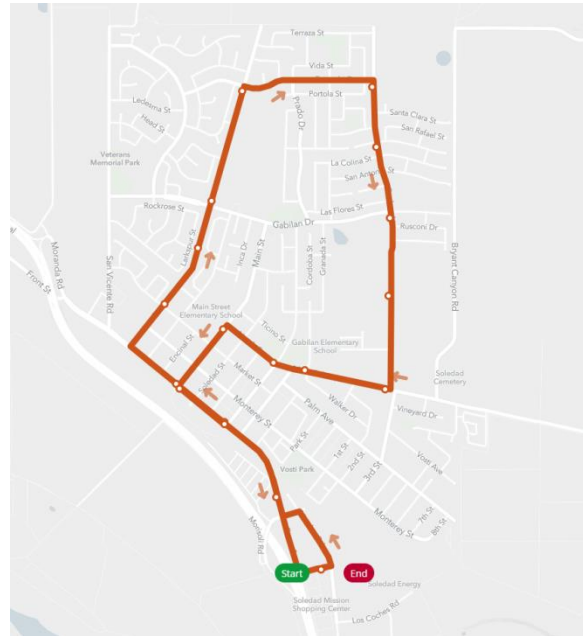 Terraza St
Vida St
Portola St
Prado Dr
Ledesma St
Head St
Santa Clara St
San Rafael St
Veterans
Memorial Park
La Colina St
San Antonio
Rockrose St
Las Flores St
Gabilan Dr
Rusconi Dr
Larkspur St
Inca Dr
Main St
Cordoba St
Granada St
Bryant Canyon Rd
Moranda Rd
Front St
San Vicente Rd
Main Street
Elementary School
Encinal St
Ticino St
Gabilan Elementary
School
Soledad St
Market St
Soledad
Cemetery
Monterey St
Walker Dr
Palm Ave
Vineyard Dr
Park St
1st St
2nd St
3rd St
Vosti Ave
Vosti Park
Monterey St
7th St
8th St
Morisoli Rd
Start
End
Soledad Energy
Soledad Mission
Shopping Center
Los Coches Rd